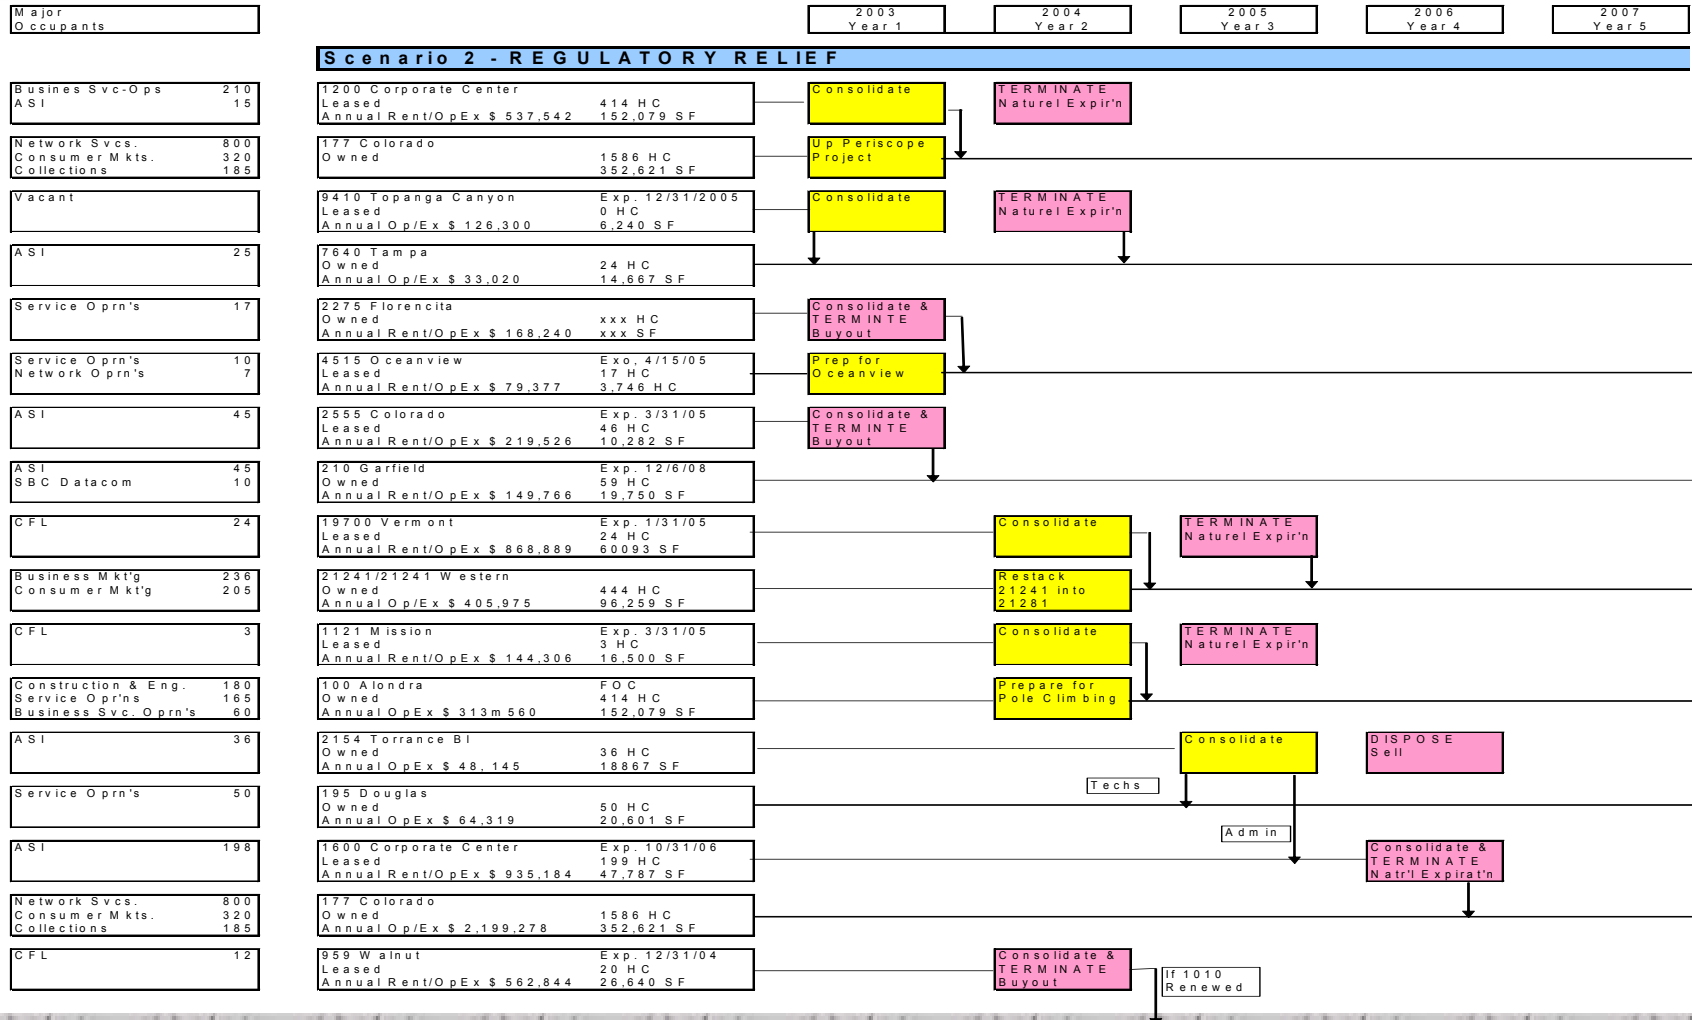 Major
Occupants
2003
Year 1
2004
Year 2
2005
Year 3
2006
Year 4
2007
Year 5
Scenario 2 - REGULATORY RELIEF
Busines Svc-Ops 210
ASI 15
1200 Corporate Center
Leased 414 HC
Annual Rent/OpEx $ 537,542 152,079 SF
Consolidate
TERMINATE
Naturel Expir'n
Network Svcs. 800
Consumer Mkts. 320
Collections 185
177 Colorado
Owned 1586 HC
352,621 SF
Up Periscope
Project
Vacant
9410 Topanga Canyon Exp. 12/31/2005
Leased 0 HC
Annual Op/Ex $ 126,300 6,240 SF
Consolidate
TERMINATE
Naturel Expir'n
ASI 25
7640 Tampa
Owned 24 HC
Annual Op/Ex $ 33,020 14,667 SF
Service Oprn's 17
2275 Florencita
Owned xxx HC
Annual Rent/OpEx $ 168,240 xxx SF
Consolidate &
TERMINTE
Buyout
Service Oprn's 10
Network Oprn's 7
4515 Oceanview Exo, 4/15/05
Leased 17 HC
Annual Rent/OpEx $ 79,377 3,746 HC
Prep for
Oceanview
ASI 45
2555 Colorado Exp. 3/31/05
Leased 46 HC
Annual Rent/OpEx $ 219,526 10,282 SF
Consolidate &
TERMINTE
Buyout
ASI 45
SBC Datacom 10
210 Garfield Exp. 12/6/08
Owned 59 HC
Annual Rent/OpEx $ 149,766 19,750 SF
CFL 24
19700 Vermont Exp. 1/31/05
Leased 24 HC
Annual Rent/OpEx $ 868,889 60093 SF
Consolidate
TERMINATE
Naturel Expir'n
Business Mkt'g 236
Consumer Mkt'g 205
21241/21241 Western
Owned 444 HC
Annual Op/Ex $ 405,975 96,259 SF
Restack
21241 into
21281
CFL 3
1121 Mission Exp. 3/31/05
Leased 3 HC
Annual Rent/OpEx $ 144,306 16,500 SF
Consolidate
TERMINATE
Naturel Expir'n
Construction & Eng. 180
Service Opr'ns 165
Business Svc. Oprn's 60
100 Alondra FOC
Owned 414 HC
Annual OpEx $ 313m560 152,079 SF
Prepare for
Pole Climbing
ASI 36
2154 Torrance Bl
Owned 36 HC
Annual OpEx $ 48, 145 18867 SF
Consolidate
DISPOSE
Sell
Techs
Service Oprn's 50
195 Douglas
Owned 50 HC
Annual OpEx $ 64,319 20,601 SF
Admin
ASI 198
1600 Corporate Center Exp. 10/31/06
Leased 199 HC
Annual Rent/OpEx $ 935,184 47,787 SF
Consolidate &
TERMINATE
Natr'l Expirat'n
Network Svcs. 800
Consumer Mkts. 320
Collections 185
177 Colorado
Owned 1586 HC
Annual Op/Ex $ 2,199,278 352,621 SF
CFL 12
959 Walnut Exp. 12/31/04
Leased 20 HC
Annual Rent/OpEx $ 562,844 26,640 SF
Consolidate &
TERMINATE
Buyout
If 1010
Renewed